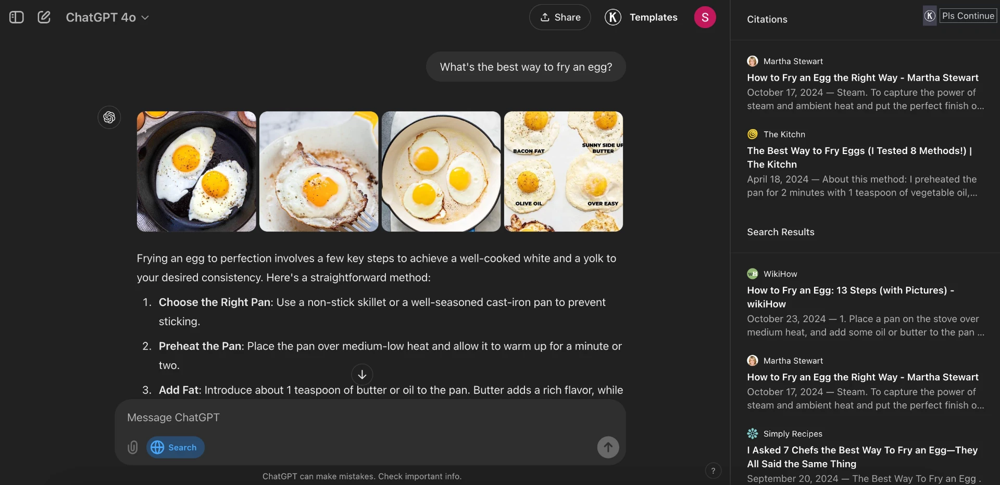 ChatGPT 4o
Share
K
Templates
S
What's the best way to fry an egg?
BACON FAT
SUNNY SIDE UP
BUTTER
OLIVE OIL
OVER EASY
Frying an egg to perfection involves a few key steps to achieve a well-cooked white and a yolk to
your desired consistency. Here's a straightforward method:
1. Choose the Right Pan: Use a non-stick skillet or a well-seasoned cast-iron pan to prevent
sticking.
2. Preheat the Pan: Place the pan over medium-low heat and allow it to warm up for a minute or
two.
3. Add Fat: Introduce about 1 teaspoon of butter or oil to the pan. Butter adds a rich flavor, while
Message ChatGPT
Search
ChatGPT can make mistakes. Check important info.
?
Citations
K
Pls Continue
Martha Stewart
How to Fry an Egg the Right Way - Martha Stewart
October 17, 2024 — Steam. To capture the power of
steam and ambient heat and put the perfect finish o...
The Kitchn
The Best Way to Fry Eggs (I Tested 8 Methods!) |
The Kitchn
April 18, 2024 — About this method: I preheated the
pan for 2 minutes with 1 teaspoon of vegetable oil,...
Search Results
wH WikiHow
How to Fry an Egg: 13 Steps (with Pictures) -
wikiHow
October 23, 2024 — 1. Place a pan on the stove over
medium heat, and add some oil or butter to the pan ...
Martha Stewart
How to Fry an Egg the Right Way - Martha Stewart
October 17, 2024 — Steam. To capture the power of
steam and ambient heat and put the perfect finish o...
Simply Recipes
I Asked 7 Chefs the Best Way To Fry an Egg—They
All Said the Same Thing
September 20, 2024 — The Best Way To Fry an Egg .